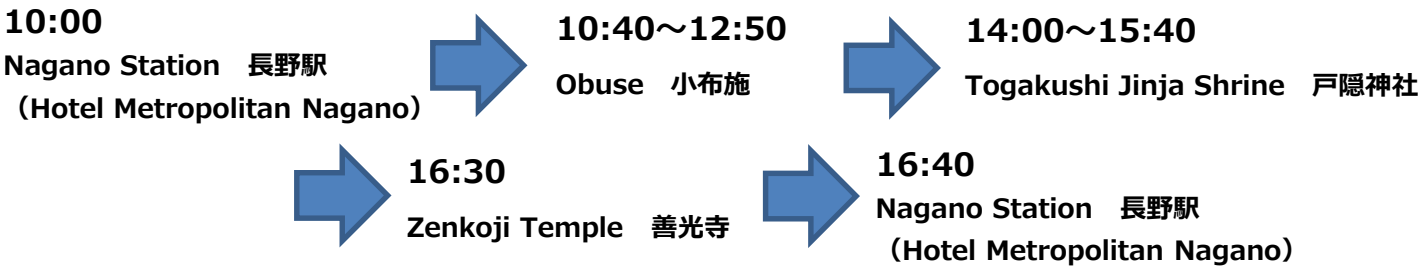 10:00
Nagano Station　長野駅
（Hotel Metropolitan Nagano）
10:40～12:50
Obuse　小布施
14:00～15:40
Togakushi Jinja Shrine　戸隠神社
16:30
Zenkoji Temple　善光寺
16:40
Nagano Station　長野駅
（Hotel Metropolitan Nagano）